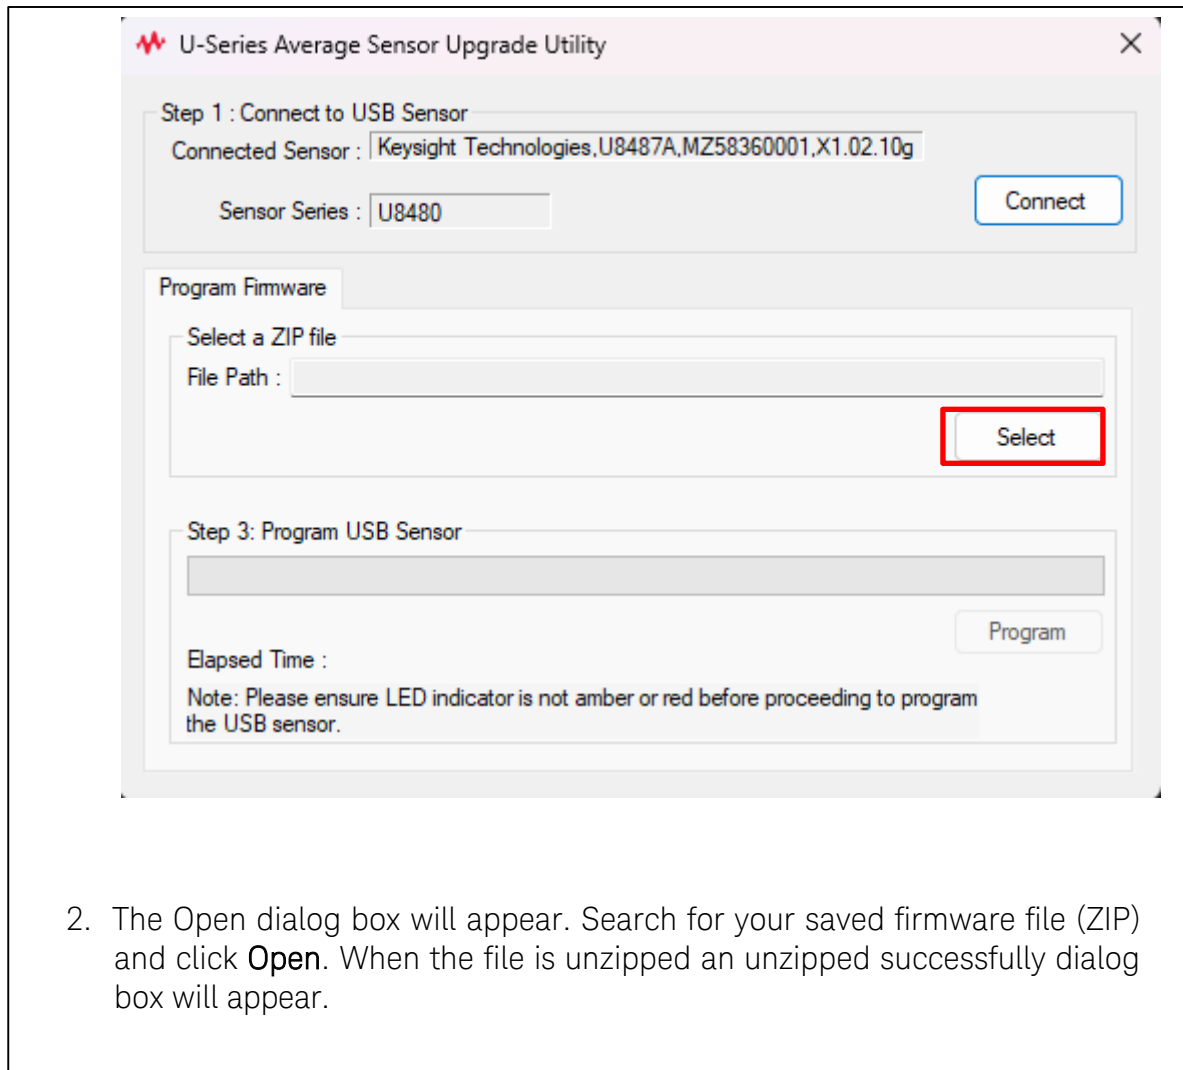 U-Series Average Sensor Upgrade Utility
Step 1 : Connect to USB Sensor
Connected Sensor : Keysight Technologies,U8487A,MZ58360001,X1.02.10g
Sensor Series : U8480
Connect
Program Firmware
Select a ZIP file
File Path :
Select
Step 3: Program USB Sensor
Program
Elapsed Time :
Note: Please ensure LED indicator is not amber or red before proceeding to program
the USB sensor.
2. The Open dialog box will appear. Search for your saved firmware file (ZIP)
and click Open. When the file is unzipped an unzipped successfully dialog
box will appear.